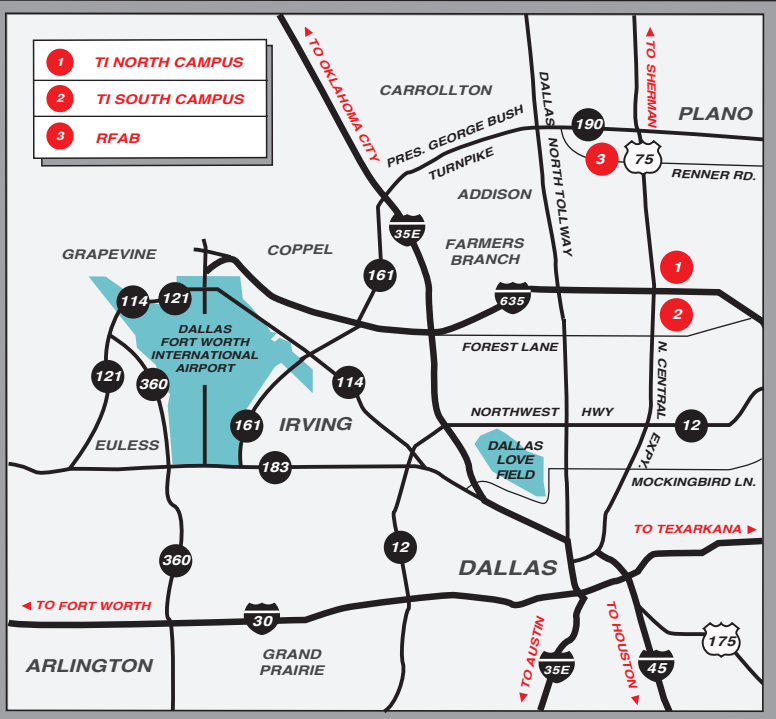 1 TI NORTH CAMPUS
2 TI SOUTH CAMPUS
3 RFAB
TO OKLAHOMA CITY
CARROLLTON
DALLAS NORTH TOLLWAY
TO SHERMAN
PLANO
190
PRES. GEORGE BUSH
TURNPIKE
3
75
RENNER RD.
ADDISON
35E
GRAPEVINE
COPPEL
FARMERS
BRANCH
161
1
635
114
121
2
DALLAS
FORT WORTH
INTERNATIONAL
AIRPORT
FOREST LANE
N. CENTRAL
EXPY.
121
360
114
NORTHWEST HWY
12
161
IRVING
EULESS
DALLAS
LOVE
FIELD
183
MOCKINGBIRD LN.
TO TEXARKANA
12
360
DALLAS
TO FORT WORTH
30
TO AUSTIN
TO HOUSTON
175
GRAND
PRAIRIE
ARLINGTON
35E
45